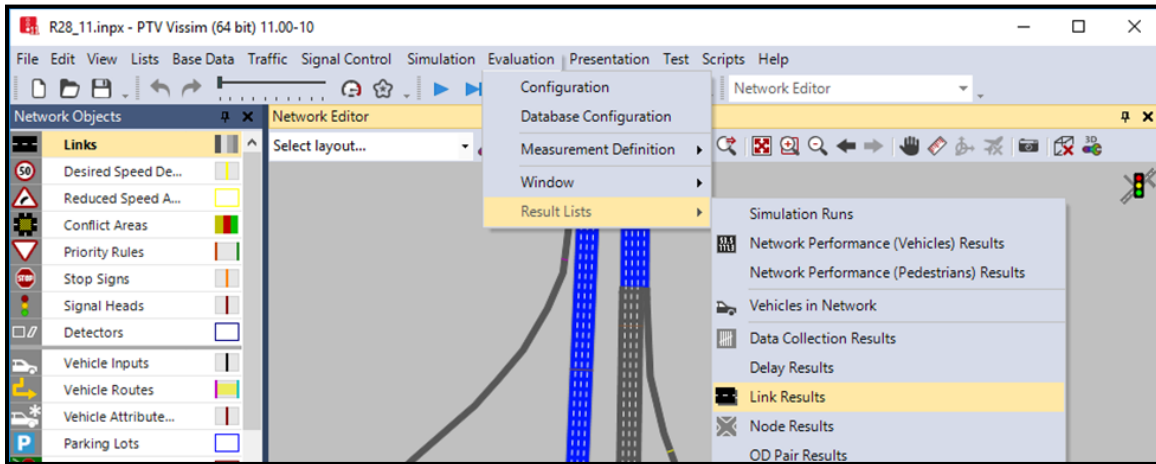 R28_11.inpx - PTV Vissim (64 bit) 11.00-10
File Edit View Lists Base Data Traffic Signal Control Simulation Evaluation Presentation Test Scripts Help
Configuration
Database Configuration
Measurement Definition
Window
Result Lists
Network Editor
Network Objects
Network Editor
Select layout...
Links
50
Desired Speed De...
Reduced Speed A...
Conflict Areas
Priority Rules
STOP
Stop Signs
Signal Heads
Detectors
Vehicle Inputs
Vehicle Routes
Vehicle Attribute...
P
Parking Lots
3D
Simulation Runs
Network Performance (Vehicles) Results
Network Performance (Pedestrians) Results
Vehicles in Network
Data Collection Results
Delay Results
Link Results
Node Results
OD Pair Results